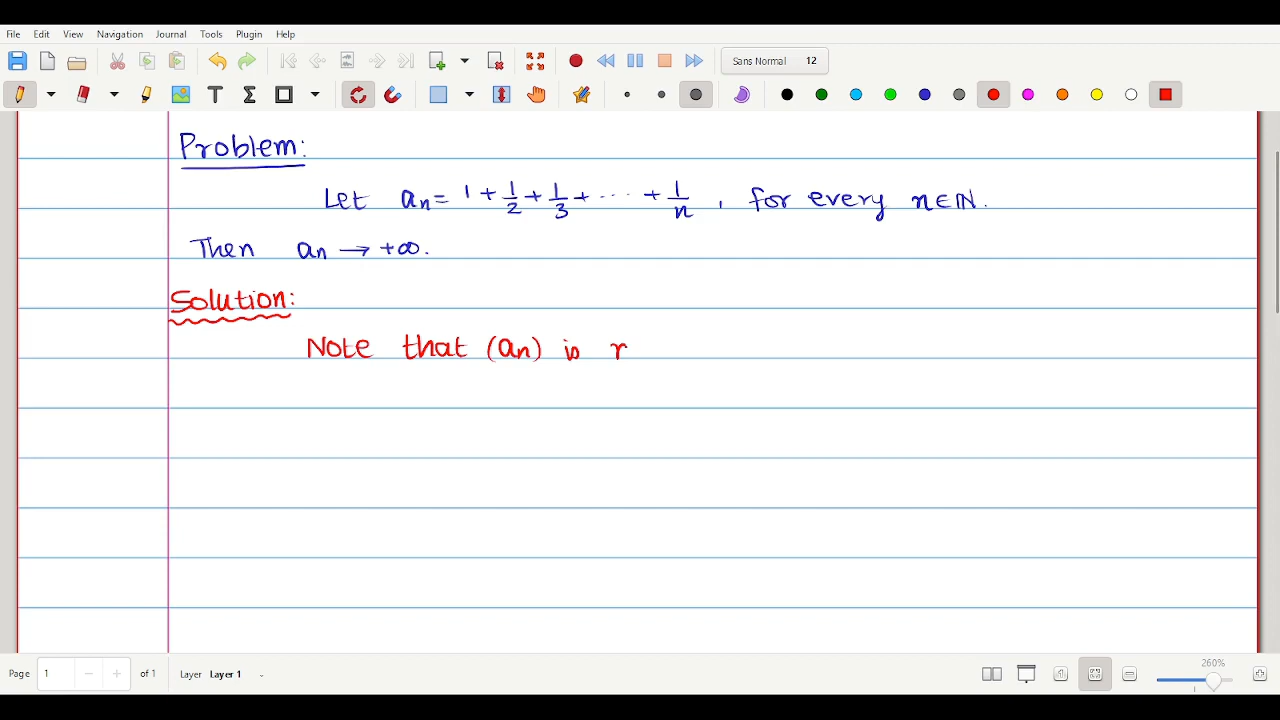 File Edit View Navigation Journal Tools Plugin Help
Sans Normal 12
Problem:
Let aₙ = 1 + 1/2 + 1/3 + ··· + 1/n , for every n ∈ ℕ.
Then aₙ → +∞.
Solution:
Note that (aₙ) is
Page 1 of 1 Layer Layer 1 260%